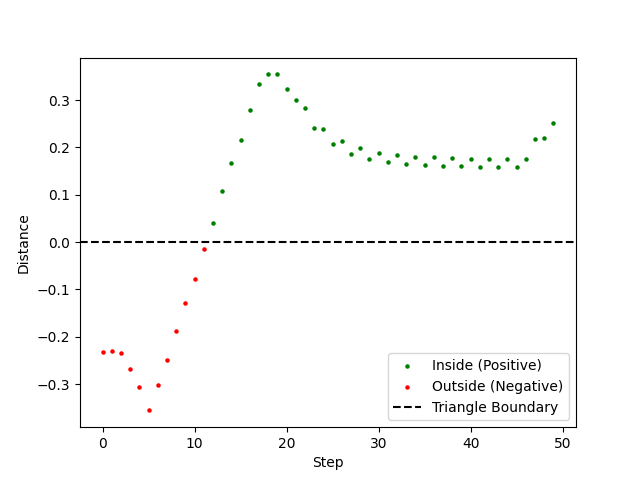 0.3
0.2
0.1
0.0
−0.1
−0.2
−0.3
Distance
0 10 20 30 40 50
Step
Inside (Positive)
Outside (Negative)
Triangle Boundary